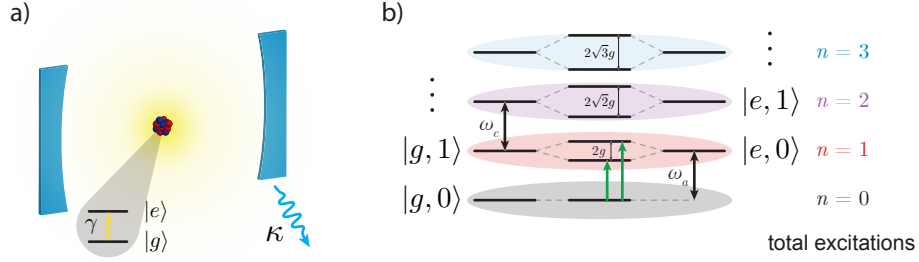 a)
γ
|e⟩
|g⟩
κ
b)
2√3g
⋮
n = 3
⋮
2√2g
|e, 1⟩
n = 2
ω_c
|g, 1⟩
2g
|e, 0⟩
n = 1
ω_a
|g, 0⟩
n = 0
total excitations